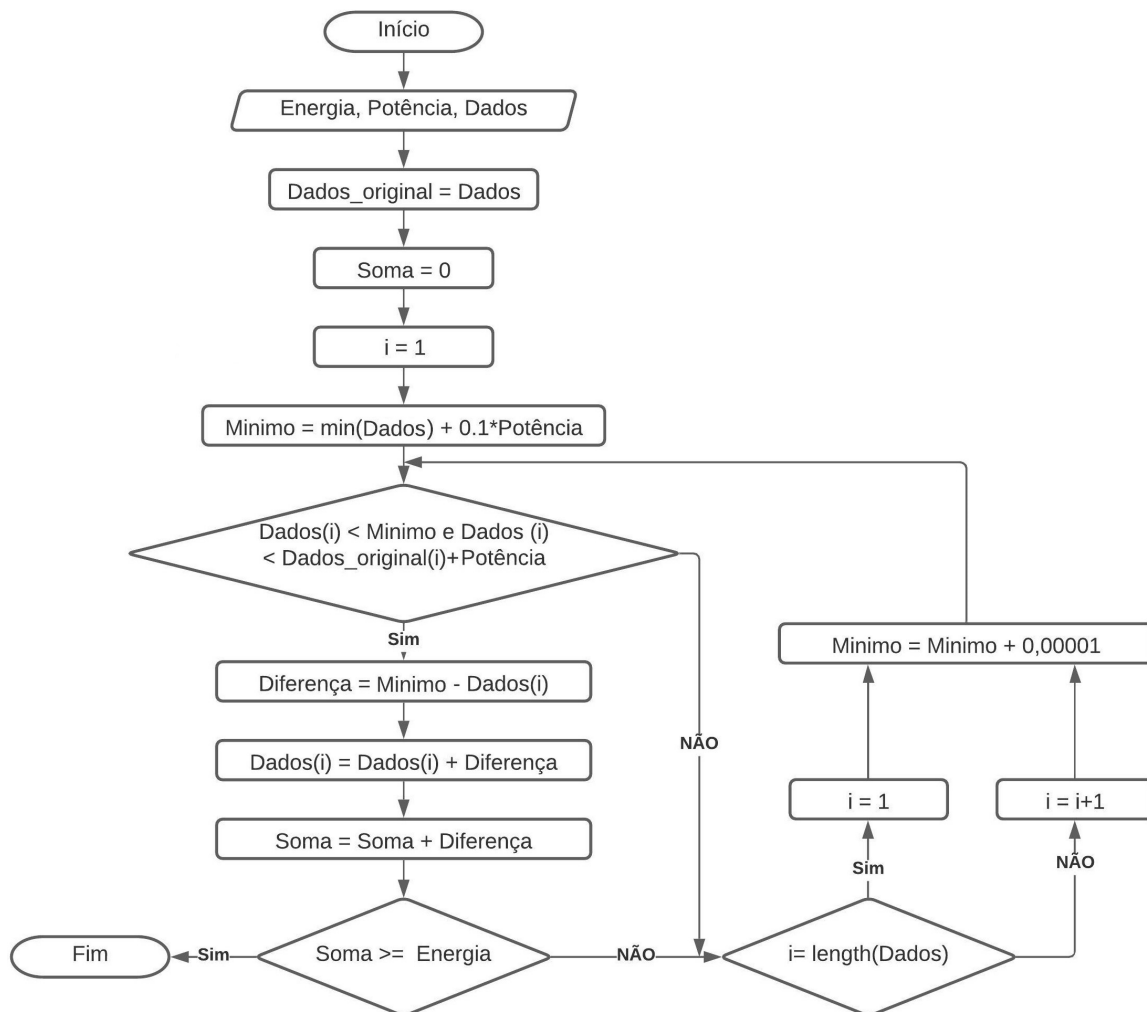 Início
Energia, Potência, Dados
Dados_original = Dados
Soma = 0
i = 1
Minimo = min(Dados) + 0.1*Potência
Dados(i) < Minimo e Dados (i)
< Dados_original(i)+Potência
Sim
Diferença = Minimo - Dados(i)
Dados(i) = Dados(i) + Diferença
Soma = Soma + Diferença
Soma >= Energia
Sim
Fim
NÃO
NÃO
i= length(Dados)
Sim
i = 1
NÃO
i = i+1
Minimo = Minimo + 0,00001